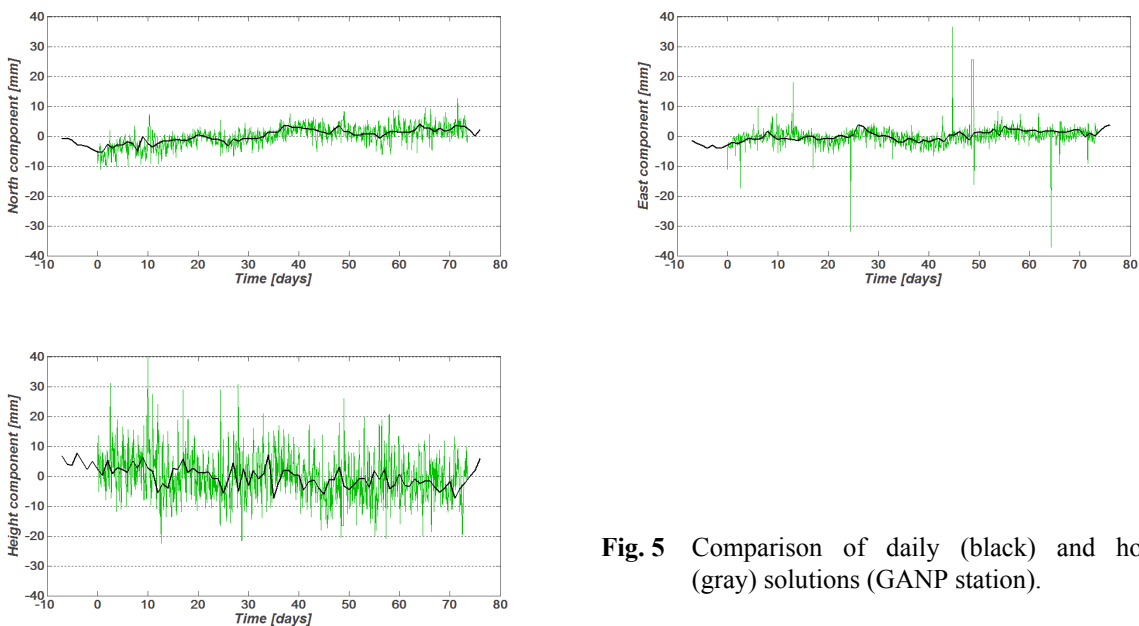 40
30
20
10
0
-10
-20
-30
-40
North component [mm]
-10 0 10 20 30 40 50 60 70 80
Time [days]
40
30
20
10
0
-10
-20
-30
-40
East component [mm]
-10 0 10 20 30 40 50 60 70 80
Time [days]
40
30
20
10
0
-10
-20
-30
-40
Height component [mm]
-10 0 10 20 30 40 50 60 70 80
Time [days]
Fig. 5 Comparison of daily (black) and ho
(gray) solutions (GANP station).